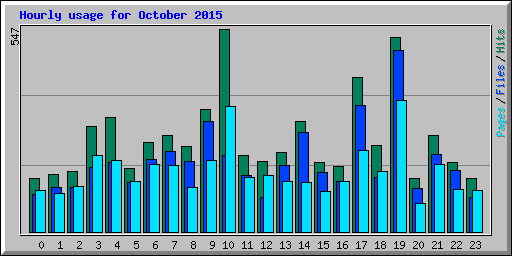 Hourly usage for October 2015
547
Pages / Files / Hits
0 1 2 3 4 5 6 7 8 9 10 11 12 13 14 15 16 17 18 19 20 21 22 23